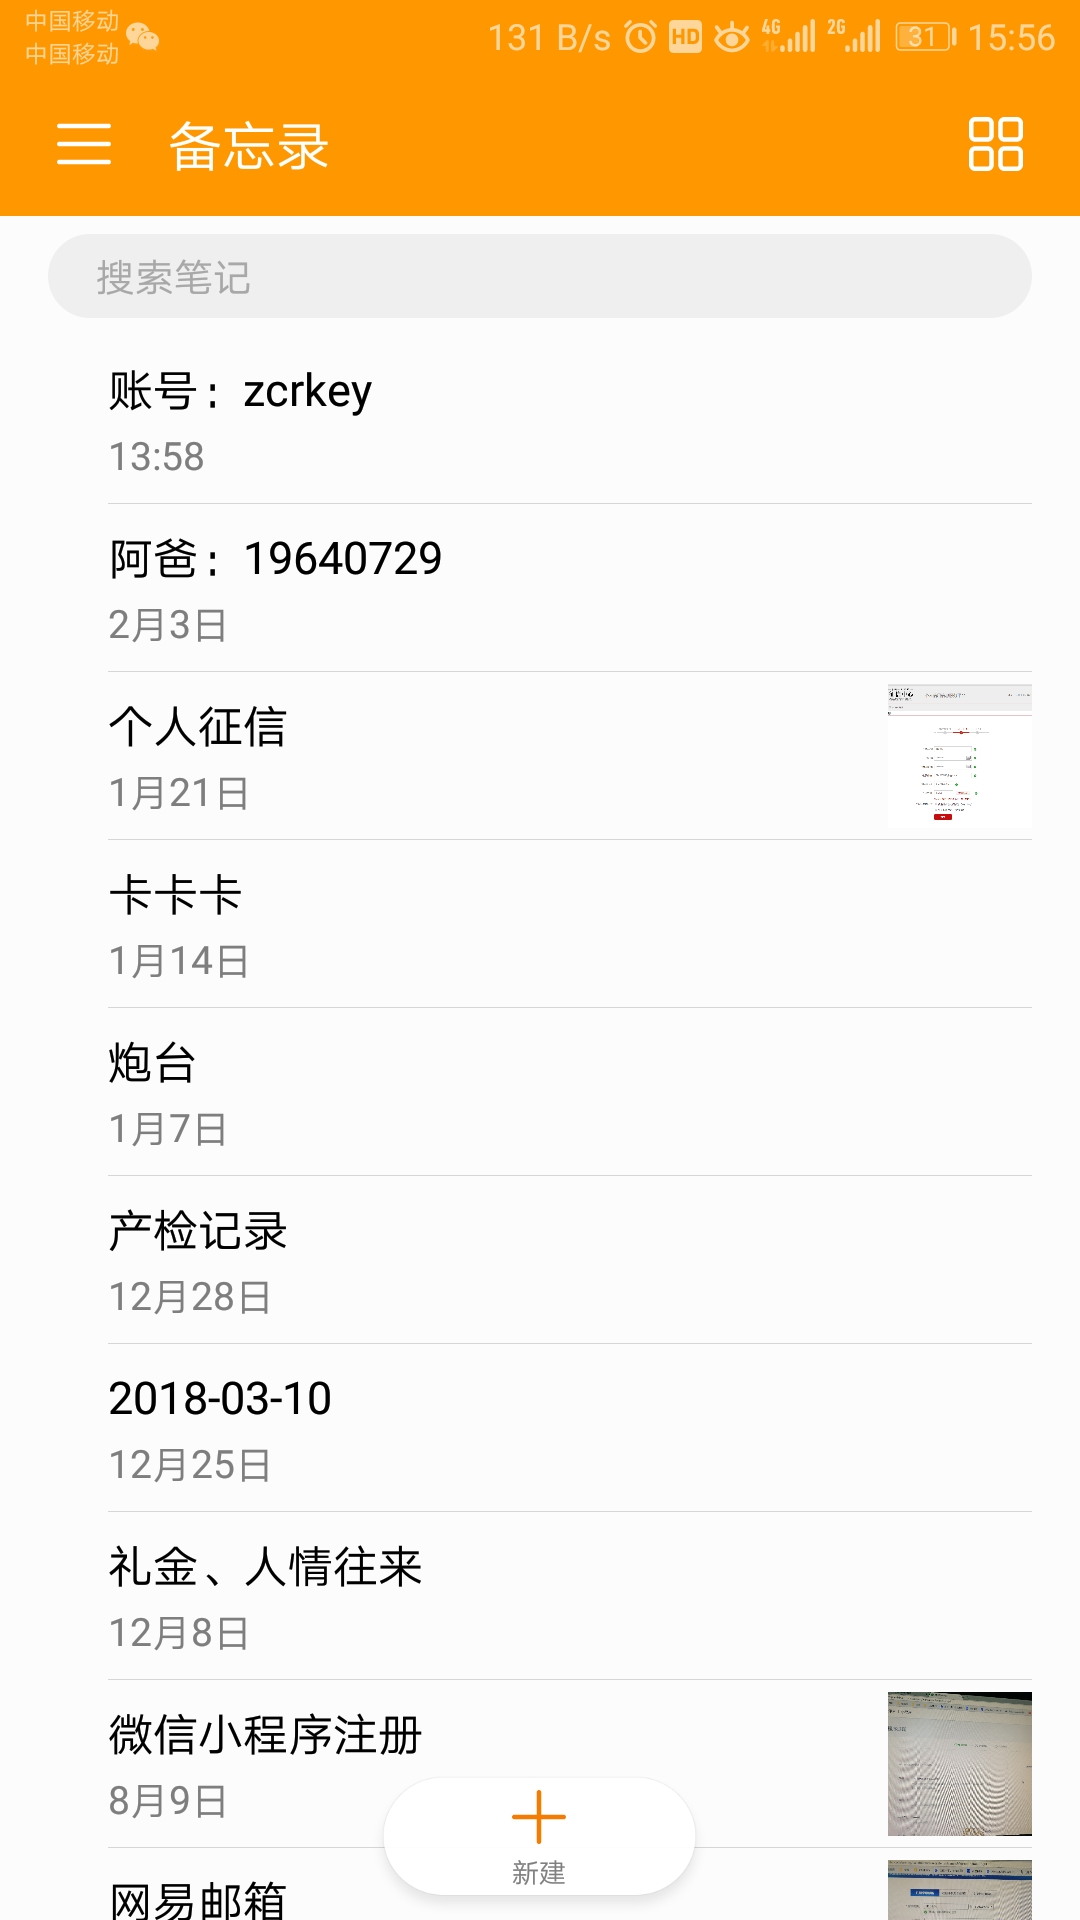 中国移动
中国移动
131 B/s HD 4G 2G 31 15:56
备忘录
搜索笔记
账号：zcrkey
13:58
阿爸：19640729
2月3日
个人征信
1月21日
卡卡卡
1月14日
炮台
1月7日
产检记录
12月28日
2018-03-10
12月25日
礼金、人情往来
12月8日
微信小程序注册
8月9日
新建
网易邮箱